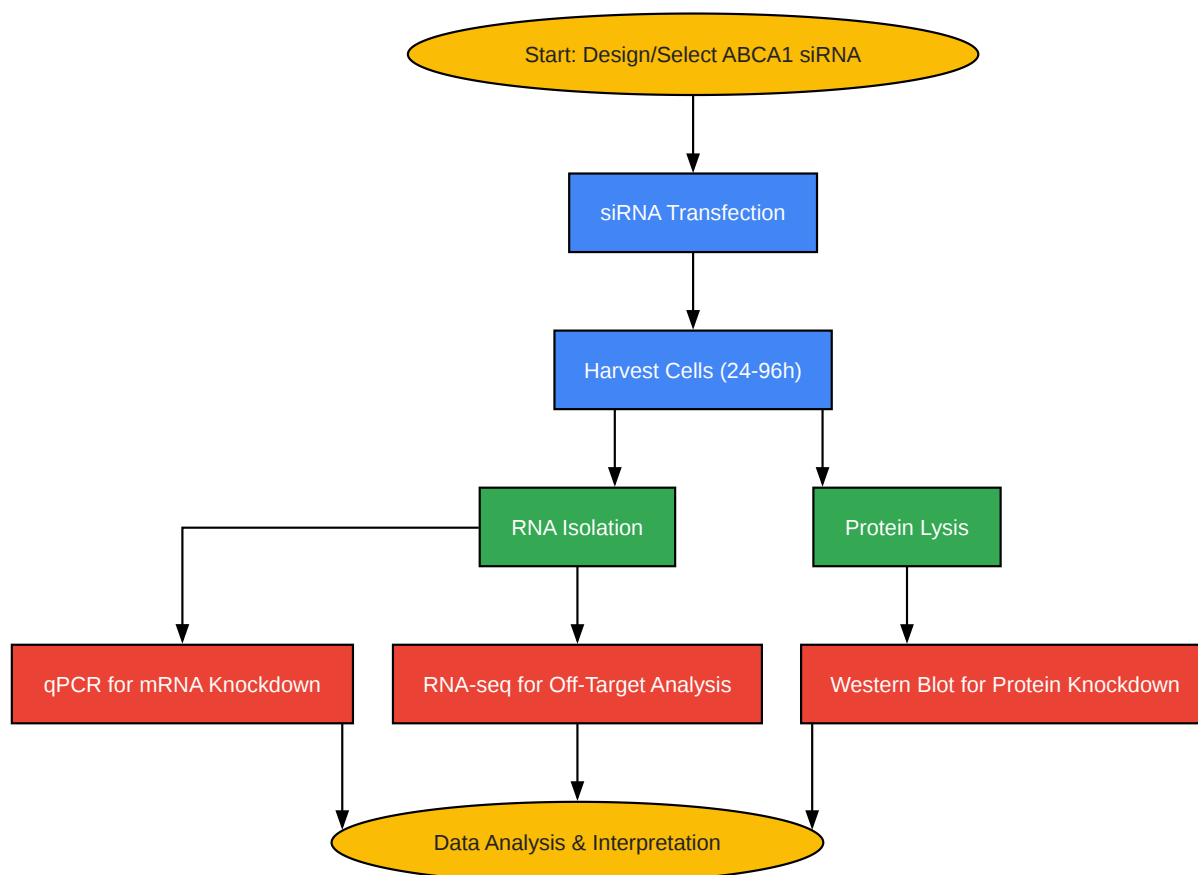 Start: Design/Select ABCA1 siRNA
siRNA Transfection
Harvest Cells (24-96h)
RNA Isolation
Protein Lysis
qPCR for mRNA Knockdown
RNA-seq for Off-Target Analysis
Western Blot for Protein Knockdown
Data Analysis & Interpretation